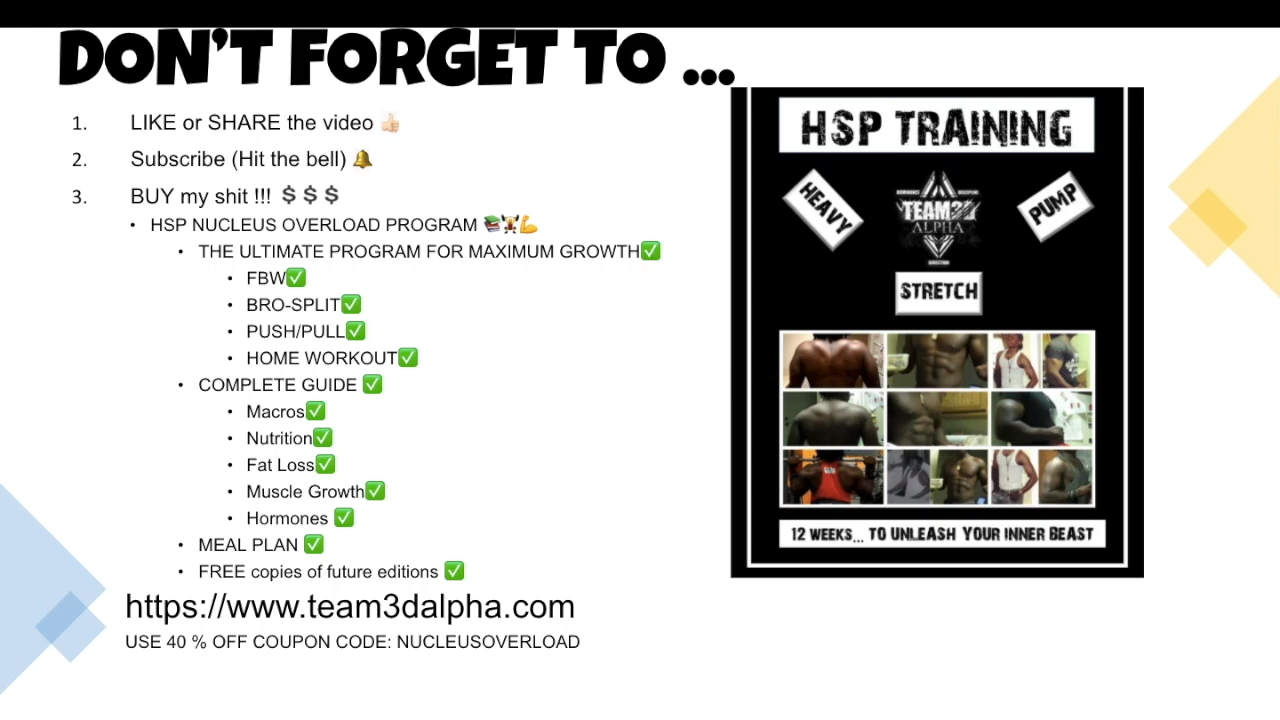 DON'T FORGET TO ...
1. LIKE or SHARE the video 👍🏻
2. Subscribe (Hit the bell) 🔔
3. BUY my shit !!! $ $ $
• HSP NUCLEUS OVERLOAD PROGRAM 📚🏋🏿💪
• THE ULTIMATE PROGRAM FOR MAXIMUM GROWTH✅
• FBW✅
• BRO-SPLIT✅
• PUSH/PULL✅
• HOME WORKOUT✅
• COMPLETE GUIDE ✅
• Macros✅
• Nutrition✅
• Fat Loss✅
• Muscle Growth✅
• Hormones ✅
• MEAL PLAN ✅
• FREE copies of future editions ✅
https://www.team3dalpha.com
USE 40 % OFF COUPON CODE: NUCLEUSOVERLOAD
HSP TRAINING
HEAVY
DOMINANCE DISCIPLINE
TEAM3D
ALPHA
DIRECTION
PUMP
STRETCH
12 WEEKS... TO UNLEASH YOUR INNER BEAST